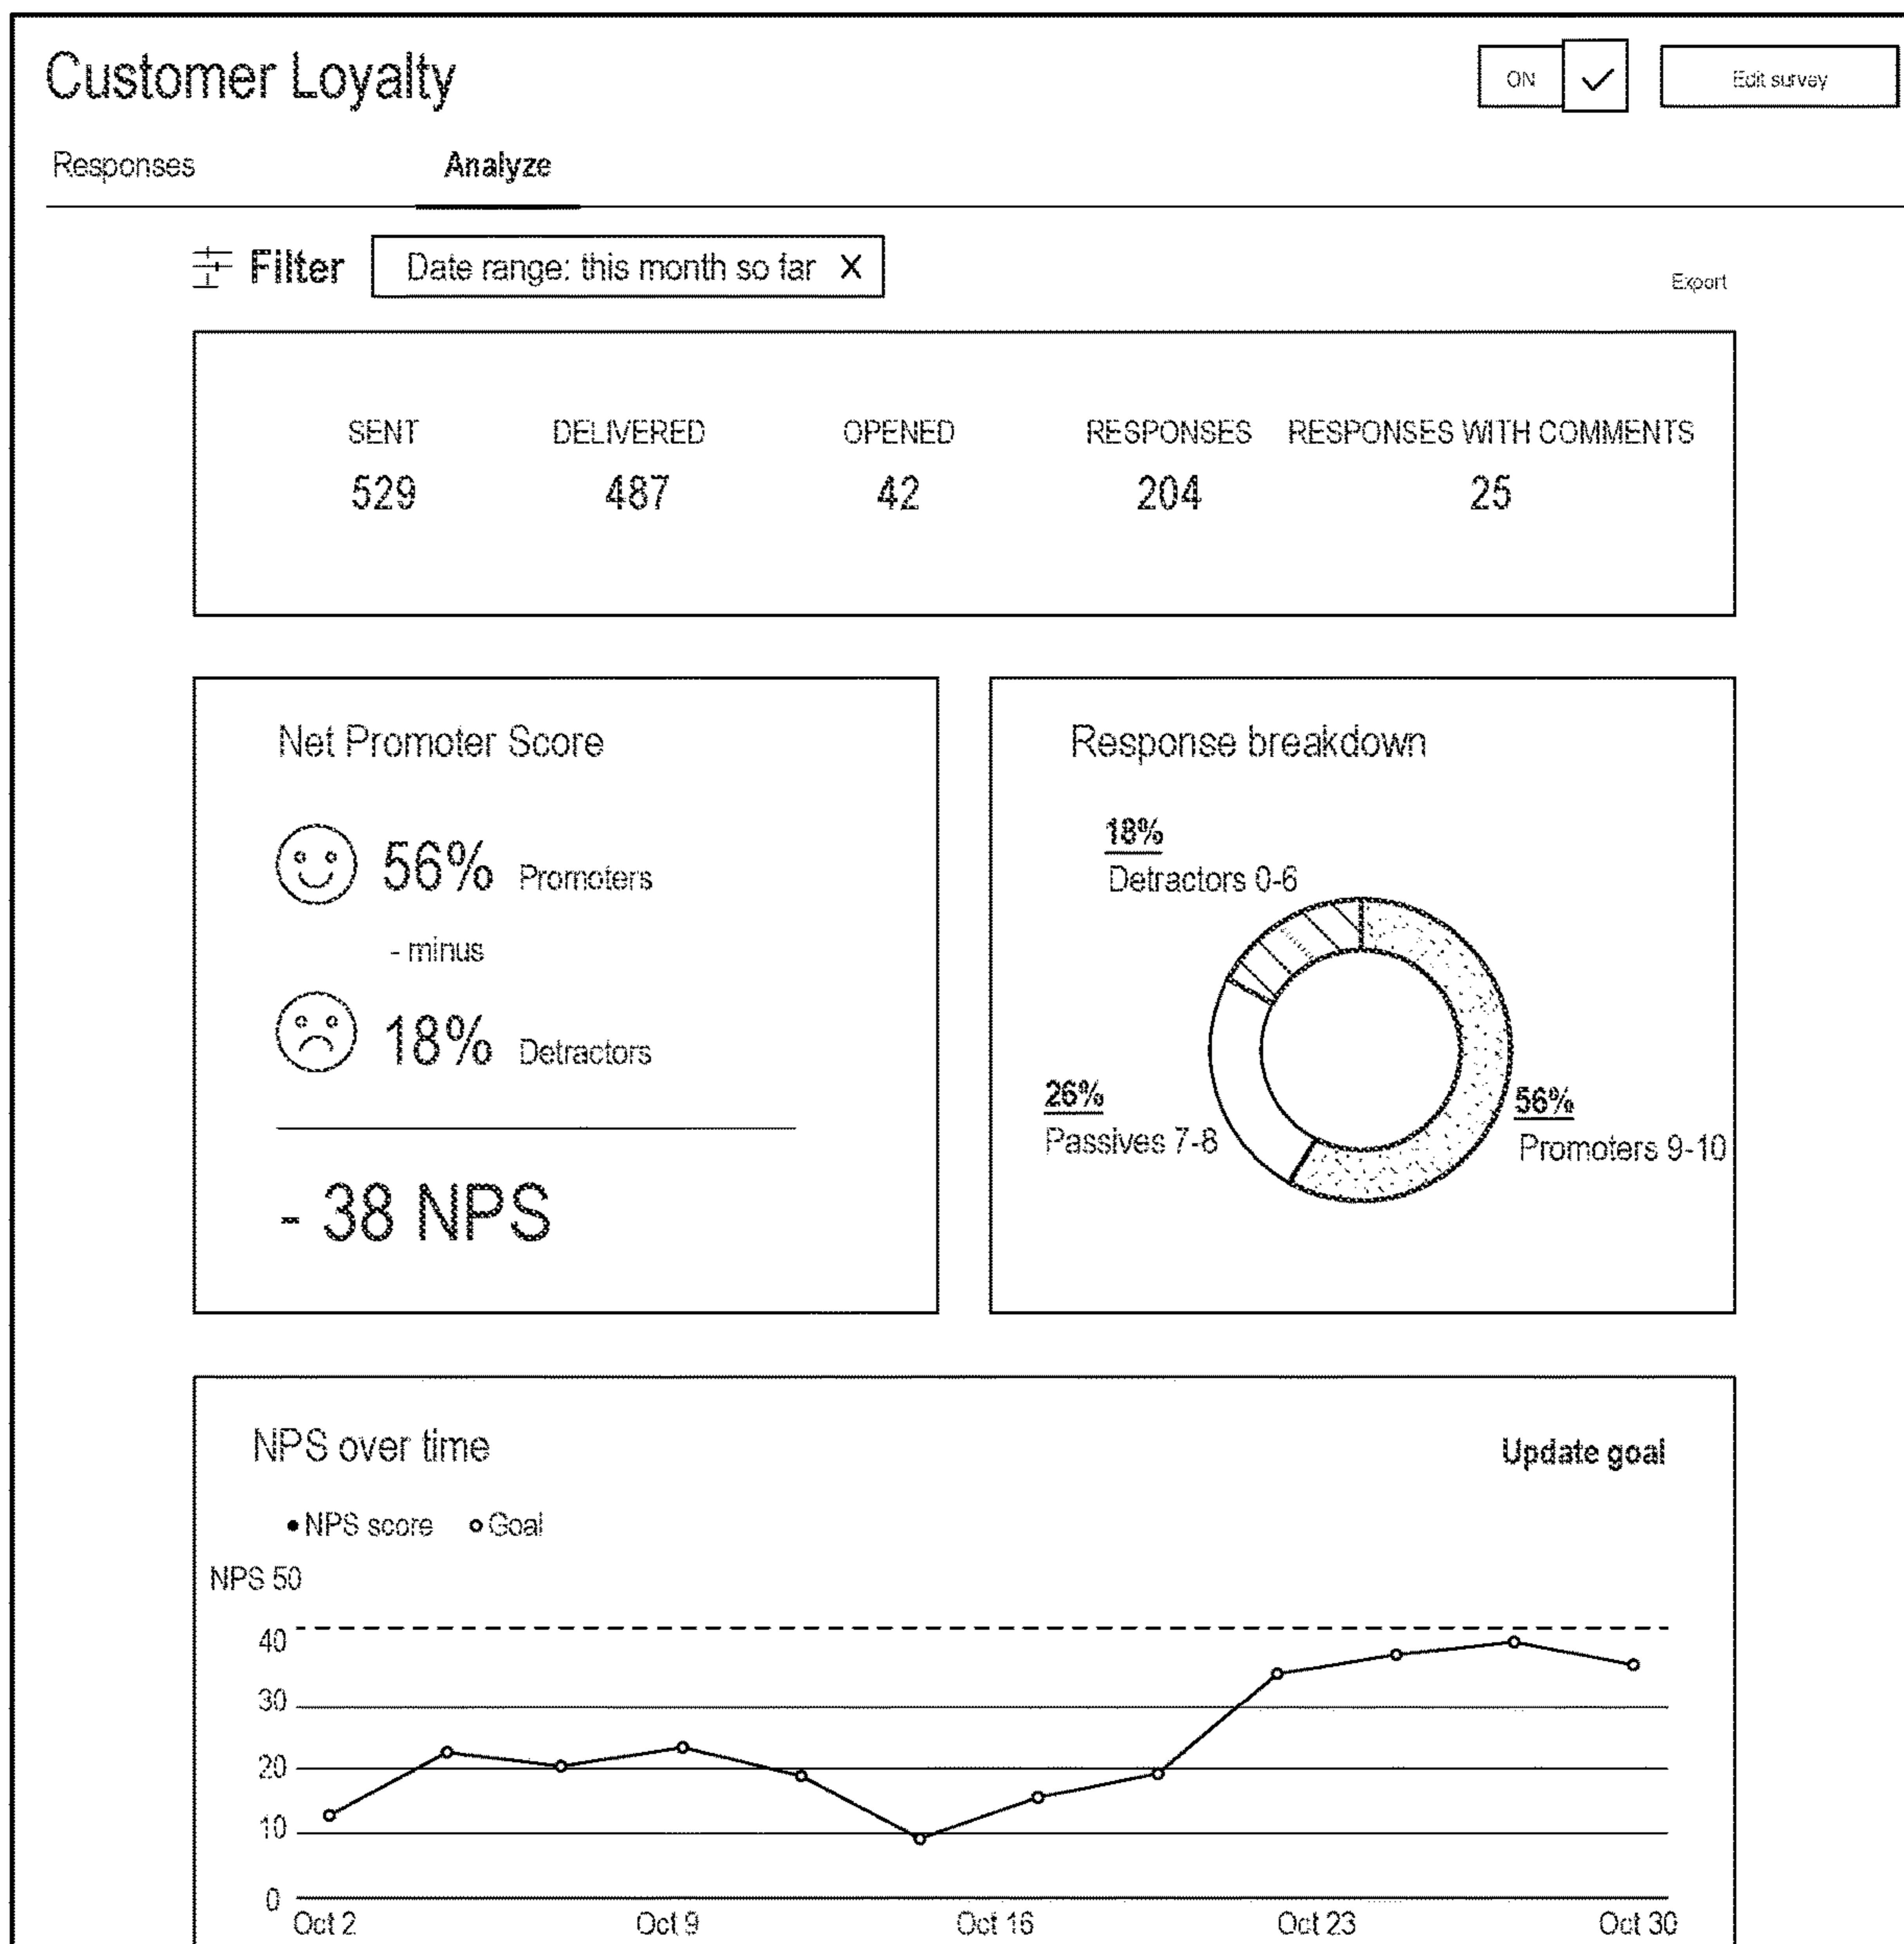 Customer Loyalty
ON
Edit survey
Responses
Analyze
Filter
Date range: this month so far X
Export
SENT DELIVERED OPENED RESPONSES RESPONSES WITH COMMENTS
529 487 42 204 25
Net Promoter Score
56% Promoters
- minus
18% Detractors
- 38 NPS
Response breakdown
18%
Detractors 0-6
26%
Passives 7-8
56%
Promoters 9-10
NPS over time
Update goal
NPS score Goal
NPS 50
40
30
20
10
0
Oct 2 Oct 9 Oct 16 Oct 23 Oct 30